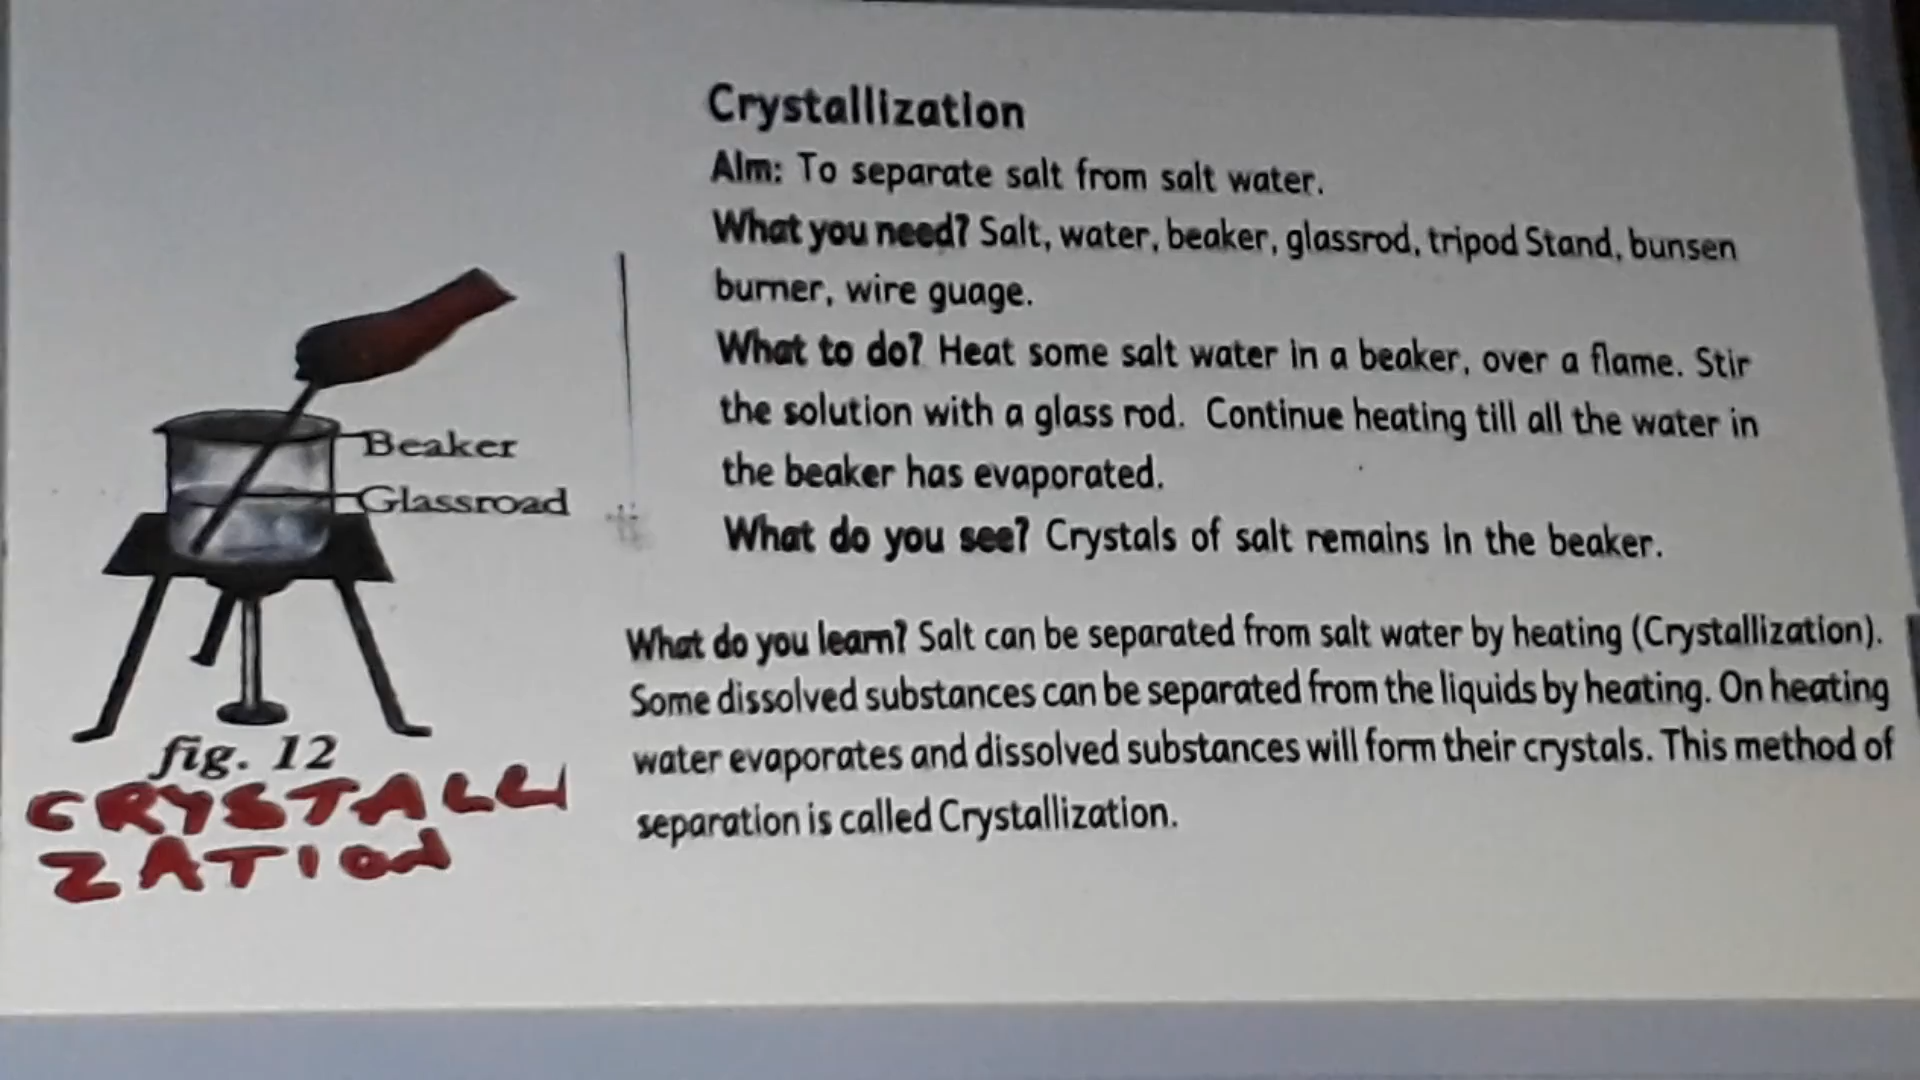 Crystallization
Aim: To separate salt from salt water.
What you need? Salt, water, beaker, glassrod, tripod Stand, bunsen
burner, wire guage.
What to do? Heat some salt water in a beaker, over a flame. Stir
the solution with a glass rod. Continue heating till all the water in
the beaker has evaporated.
What do you see? Crystals of salt remains in the beaker.
Beaker
Glassroad
fig. 12
CRYSTALLI
ZATION
What do you learn? Salt can be separated from salt water by heating (Crystallization).
Some dissolved substances can be separated from the liquids by heating. On heating
water evaporates and dissolved substances will form their crystals. This method of
separation is called Crystallization.